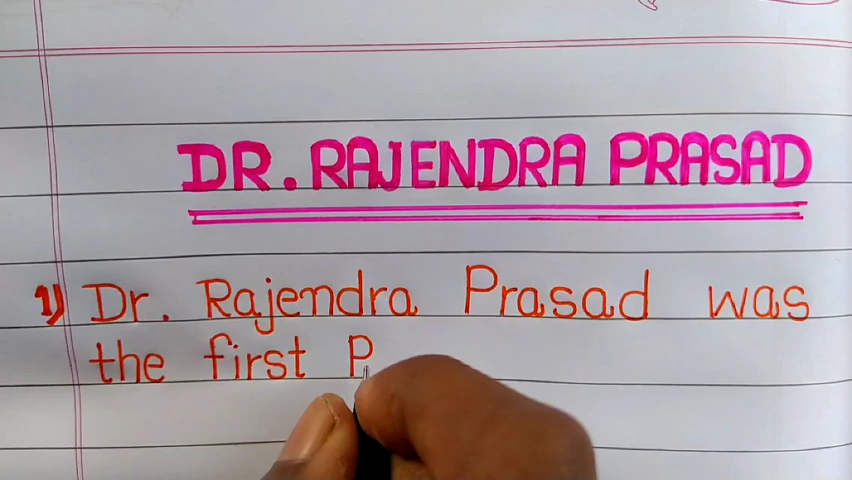 DR. RAJENDRA PRASAD
1) Dr. Rajendra Prasad was
the first P